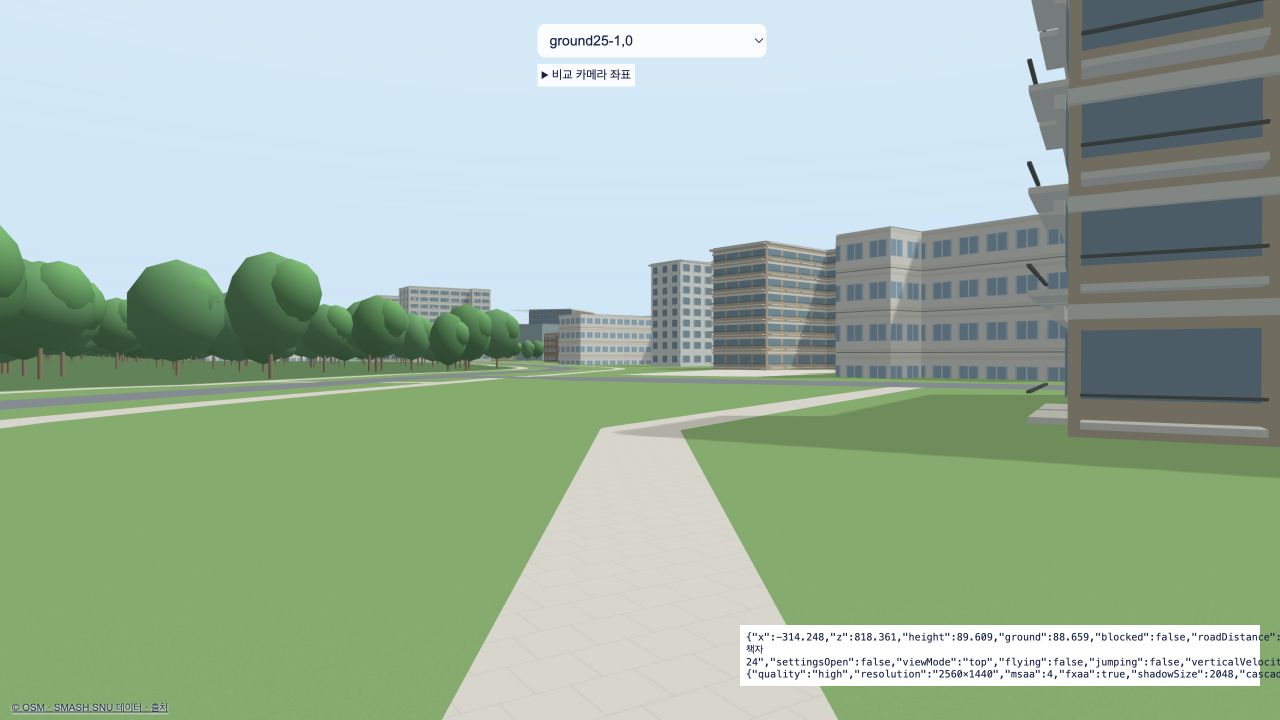 ground25-1,0
▶ 비교 카메라 좌표
{"x":−314.248,"z":818.361,"height":89.609,"ground":88.659,"blocked":false,"roadDistance":
책자
24","settingsOpen":false,"viewMode":"top","flying":false,"jumping":false,"verticalVelocit
{"quality":"high","resolution":"2560×1440","msaa":4,"fxaa":true,"shadowSize":2048,"cascad
© OSM · SMASH SNU 데이터 · 출처